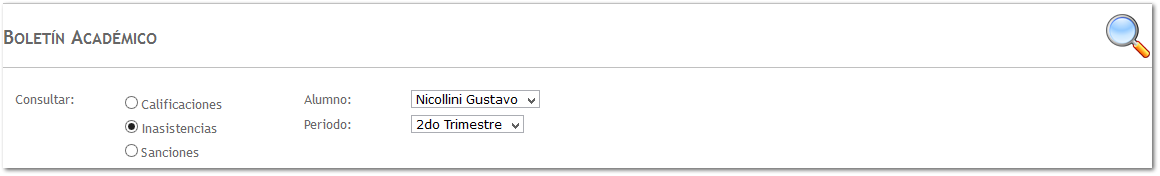 BOLETÍN ACADÉMICO
Consultar:
Calificaciones
Inasistencias
Sanciones
Alumno: Nicollini Gustavo
Periodo: 2do Trimestre